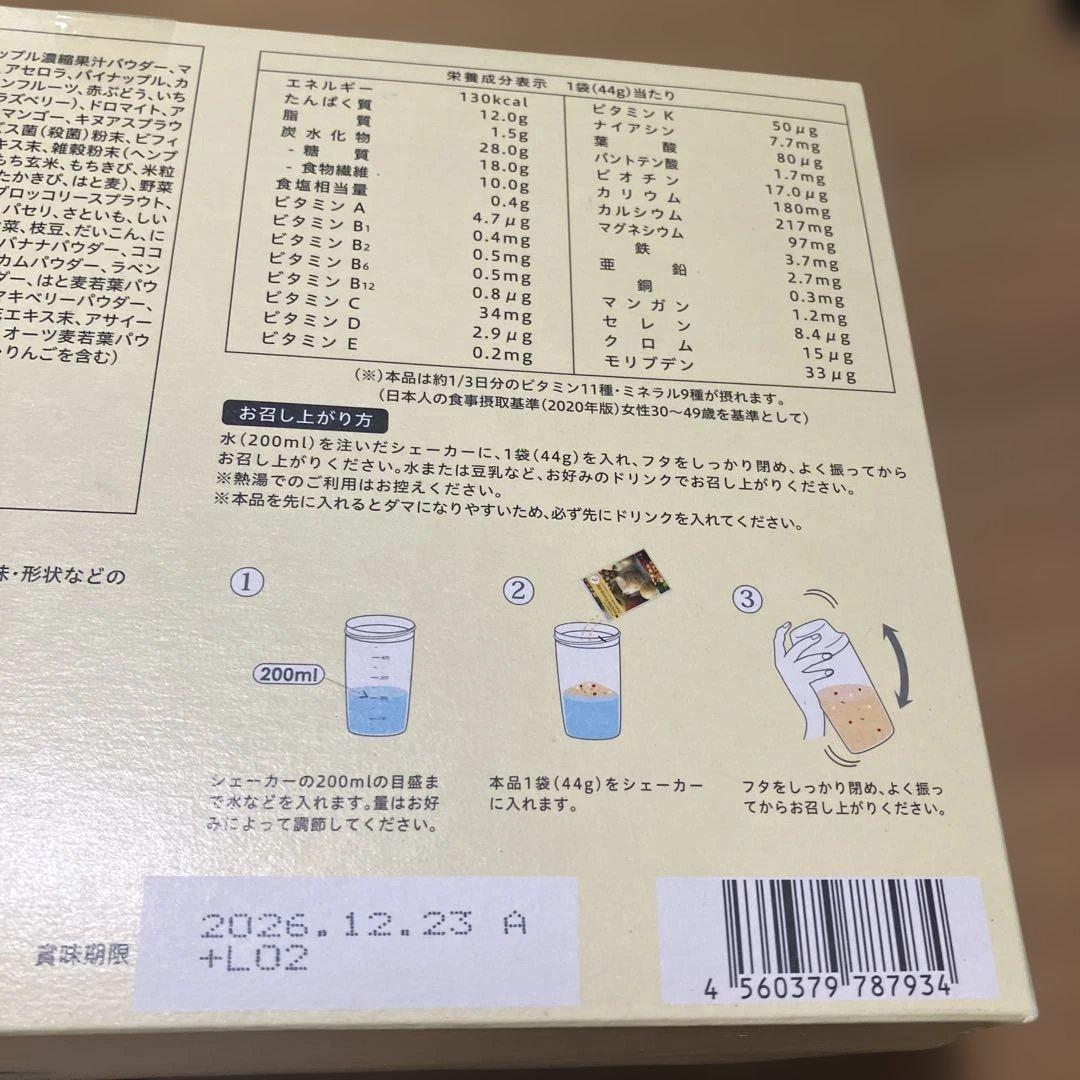 ップル濃縮果汁パウダー、マ
アセロラ、パイナップル、カ
ンフルーツ、赤ぶどう、いち
ラズベリー)、ドロマイト、ア
マンゴー、キヌアスプラウ
ビス菌(殺菌)粉末、ビフィ
キス末、雑穀粉末(ヘンプ
もち玄米、もちきび、米粒
たかきび、はと麦)、野菜
ブロッコリースプラウト、
パセリ、さといも、しい
菜、枝豆、だいこん、に
バナナパウダー、ココ
カムパウダー、ラベン
ダー、はと麦若葉パウ
マキベリーパウダー、
エキス末、アサイー
オーツ麦若葉パウ
・りんごを含む)
味・形状などの
栄養成分表示 1袋(44g)当たり
エネルギー 130kcal
たんぱく質 12.0g
脂質 1.5g
炭水化物 28.0g
- 糖質 18.0g
- 食物繊維 10.0g
食塩相当量 0.4g
ビタミン A 4.7μg
ビタミン B1 0.4mg
ビタミン B2 0.5mg
ビタミン B6 0.5mg
ビタミン B12 0.8μg
ビタミン C 34mg
ビタミン D 2.9μg
ビタミン E 0.2mg
ビタミン K 50μg
ナイアシン 7.7mg
葉酸 80μg
パントテン酸 1.7mg
ビオチン 17.0μg
カリウム 180mg
カルシウム 217mg
マグネシウム 97mg
鉄 3.7mg
亜鉛 2.7mg
銅 0.3mg
マンガン 1.2mg
セレン 8.4μg
クロム 15μg
モリブデン 33μg
(※)本品は約1/3日分のビタミン11種・ミネラル9種が摂れます。
(日本人の食事摂取基準(2020年版)女性30〜49歳を基準として)
お召し上がり方
水(200ml)を注いだシェーカーに、1袋(44g)を入れ、フタをしっかり閉め、よく振ってから
お召し上がりください。水または豆乳など、お好みのドリンクでお召し上がりください。
※熱湯でのご利用はお控えください。
※本品を先に入れるとダマになりやすいため、必ず先にドリンクを入れてください。
①
②
③
200ml
シェーカーの200mlの目盛ま
で水などを入れます。量はお好
みによって調節してください。
本品1袋(44g)をシェーカー
に入れます。
フタをしっかり閉め、よく振っ
てからお召し上がりください。
賞味期限
2026.12.23 A
+L02
4 560379 787934